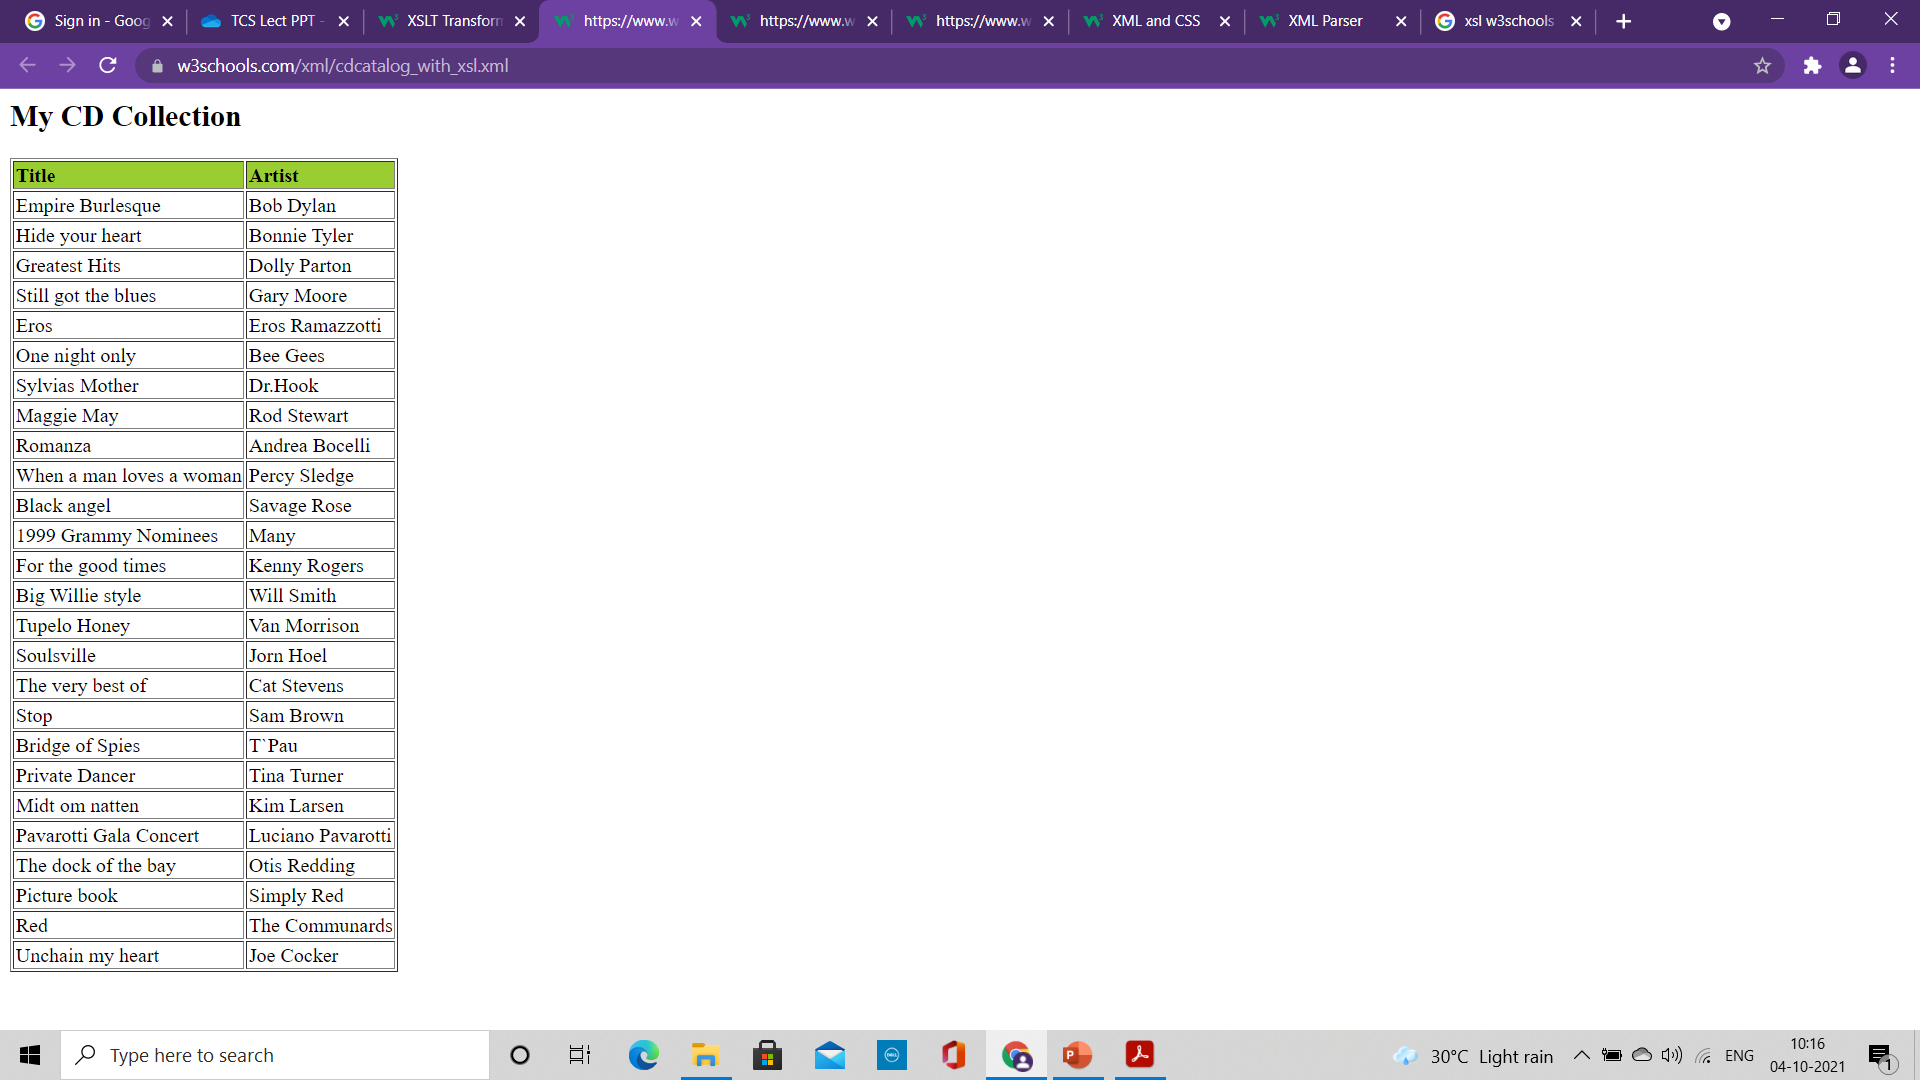 Sign in - Goog
TCS Lect PPT -
XSLT Transform
https://www.w
https://www.w
https://www.w
XML and CSS
XML Parser
xsl w3schools
w3schools.com/xml/cdcatalog_with_xsl.xml
My CD Collection
Title Artist
Empire Burlesque Bob Dylan
Hide your heart Bonnie Tyler
Greatest Hits Dolly Parton
Still got the blues Gary Moore
Eros Eros Ramazzotti
One night only Bee Gees
Sylvias Mother Dr.Hook
Maggie May Rod Stewart
Romanza Andrea Bocelli
When a man loves a woman Percy Sledge
Black angel Savage Rose
1999 Grammy Nominees Many
For the good times Kenny Rogers
Big Willie style Will Smith
Tupelo Honey Van Morrison
Soulsville Jorn Hoel
The very best of Cat Stevens
Stop Sam Brown
Bridge of Spies T`Pau
Private Dancer Tina Turner
Midt om natten Kim Larsen
Pavarotti Gala Concert Luciano Pavarotti
The dock of the bay Otis Redding
Picture book Simply Red
Red The Communards
Unchain my heart Joe Cocker
Type here to search
30°C Light rain
ENG
10:16
04-10-2021
1